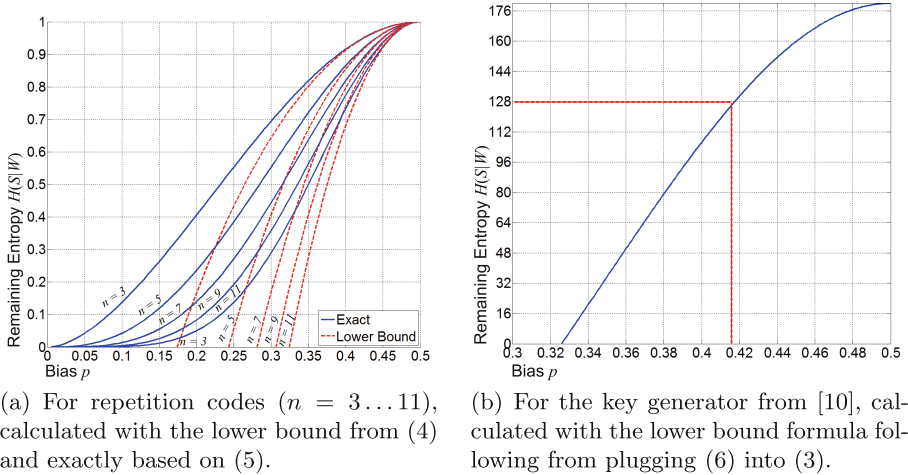 1
0.9
0.8
0.7
0.6
0.5
0.4
0.3
0.2
0.1
0
Remaining Entropy H(S|W)
n = 3
n = 5
n = 7
n = 9
n = 11
n = 3
n = 5
n = 7
n = 9
n = 11
Exact
Lower Bound
0 0.05 0.1 0.15 0.2 0.25 0.3 0.35 0.4 0.45 0.5
Bias p
(a) For repetition codes (n = 3...11),
calculated with the lower bound from (4)
and exactly based on (5).
176
160
144
128
112
96
80
64
48
32
16
0
Remaining Entropy H(S|W)
0.3 0.32 0.34 0.36 0.38 0.4 0.42 0.44 0.46 0.48 0.5
Bias p
(b) For the key generator from [10], cal-
culated with the lower bound formula fol-
lowing from plugging (6) into (3).